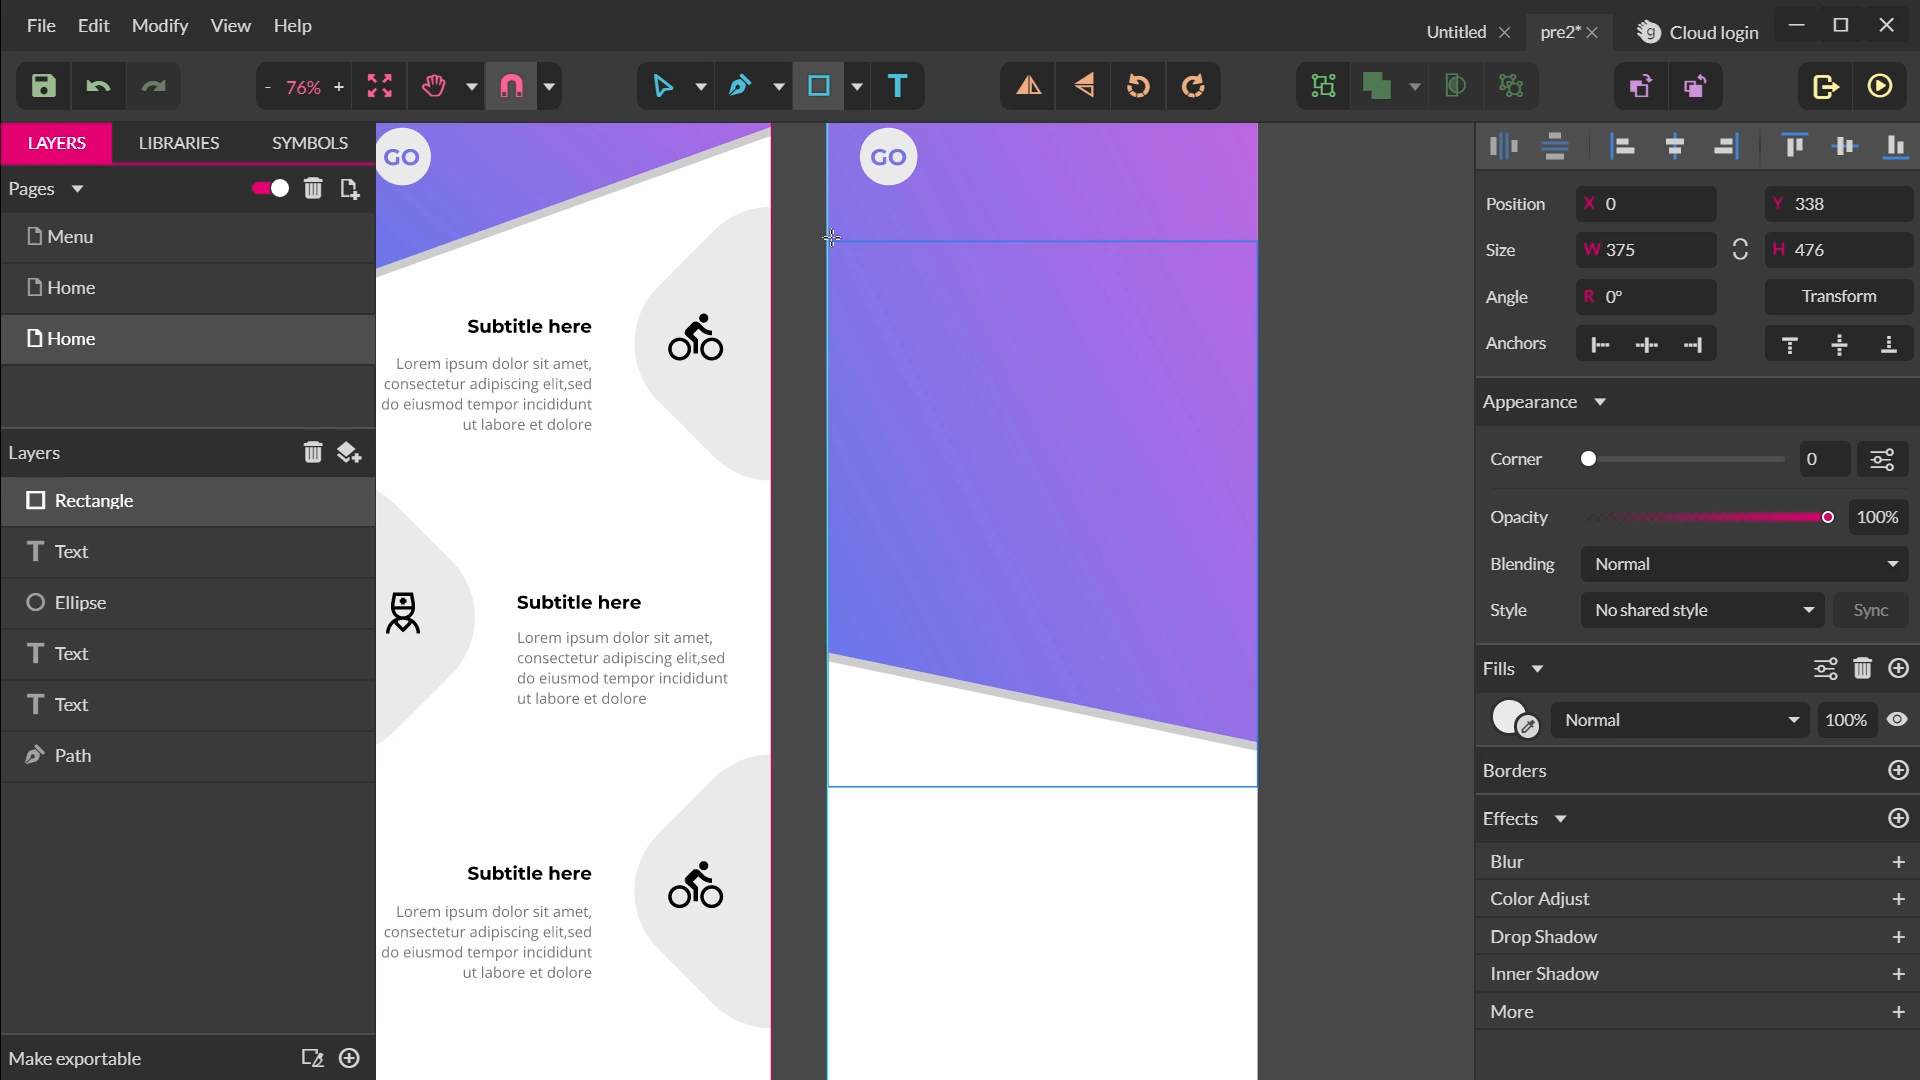 File Edit Modify View Help
Untitled pre2* Cloud login
- 76% +
T
LAYERS LIBRARIES SYMBOLS
Pages
Menu
Home
Home
Layers
Rectangle
T Text
Ellipse
T Text
T Text
Path
Make exportable
GO
Subtitle here
Lorem ipsum dolor sit amet,
consectetur adipiscing elit,sed
do eiusmod tempor incididunt
ut labore et dolore
Subtitle here
Lorem ipsum dolor sit amet,
consectetur adipiscing elit,sed
do eiusmod tempor incididunt
ut labore et dolore
Subtitle here
Lorem ipsum dolor sit amet,
consectetur adipiscing elit,sed
do eiusmod tempor incididunt
ut labore et dolore
GO
Position X 0 Y 338
Size W 375 H 476
Angle R 0° Transform
Anchors
Appearance
Corner 0
Opacity 100%
Blending Normal
Style No shared style Sync
Fills
Normal 100%
Borders
Effects
Blur +
Color Adjust +
Drop Shadow +
Inner Shadow +
More +